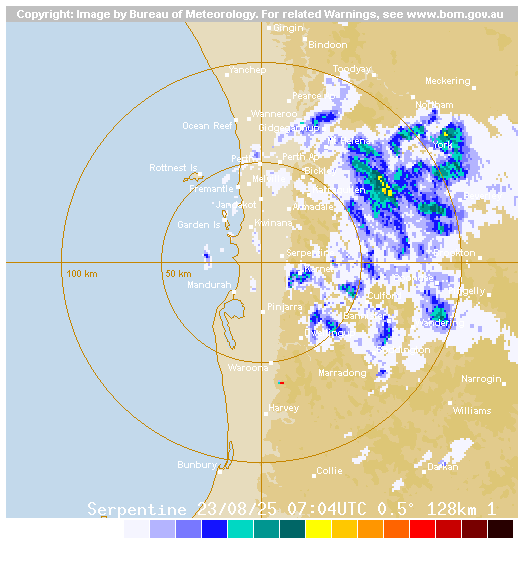 Copyright: Image by Bureau of Meteorology. For related Warnings, see www.bom.gov.au
Gingin
Bindoon
Yanchep
Toodyay
Meckering
Pearce
Northam
Wanneroo
Ocean Reef
Gidgegannup
York
Perth
Perth Ap
Rottnest Is
Bickley
Fremantle
Mel
Jandakot
Armadale
Garden Is
Kwinana
Serpentine
100 km
50 km
Mandurah
Pinjarra
Waroona
Marradong
Narrogin
Harvey
Williams
Bunbury
Collie
Darkan
Serpentine 23/08/25 07:04UTC 0.5° 128km 1